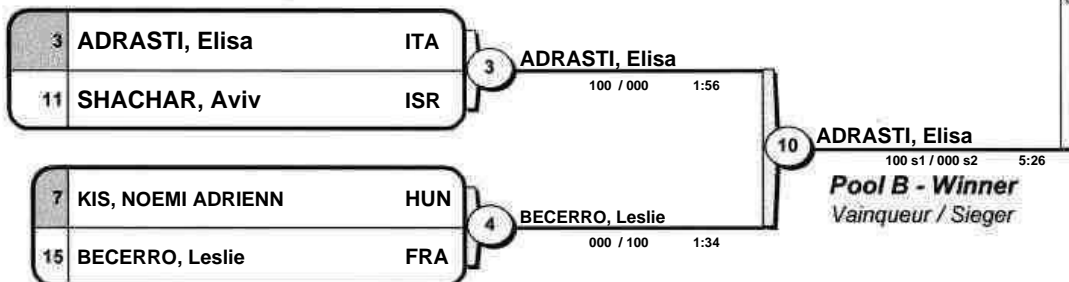 3 ADRASTI, Elisa ITA
11 SHACHAR, Aviv ISR
3
ADRASTI, Elisa
100 / 000 1:56
7 KIS, NOEMI ADRIENN HUN
15 BECERRO, Leslie FRA
4
BECERRO, Leslie
000 / 100 1:34
10
ADRASTI, Elisa
100 s1 / 000 s2 5:26
Pool B - Winner
Vainqueur / Sieger